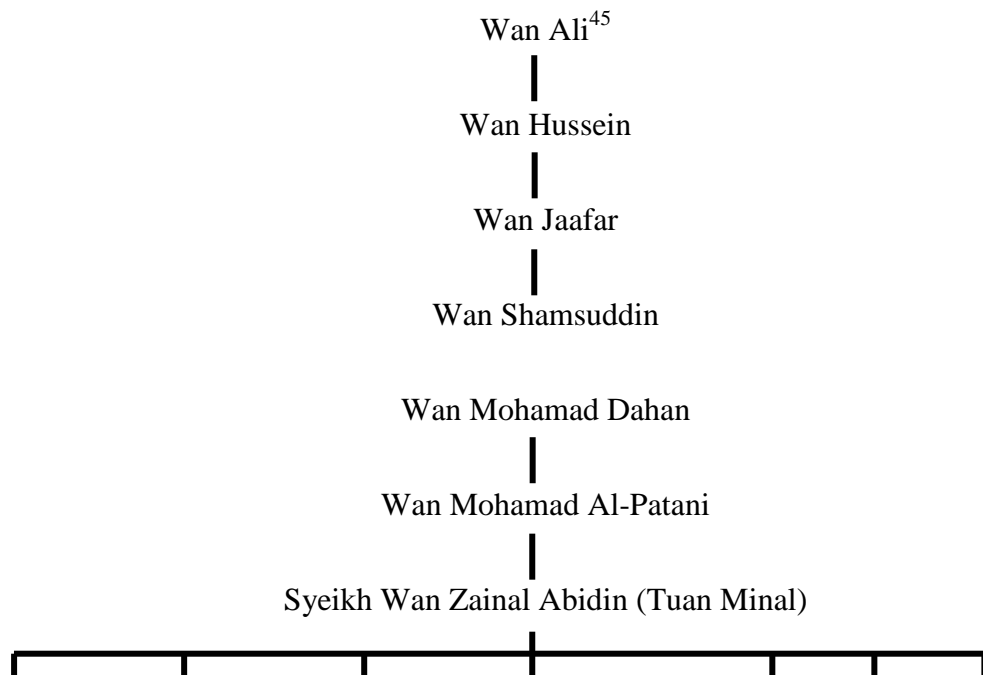 Wan Ali45
Wan Hussein
Wan Jaafar
Wan Shamsuddin
Wan Mohamad Dahan
Wan Mohamad Al-Patani
Syeikh Wan Zainal Abidin (Tuan Minal)